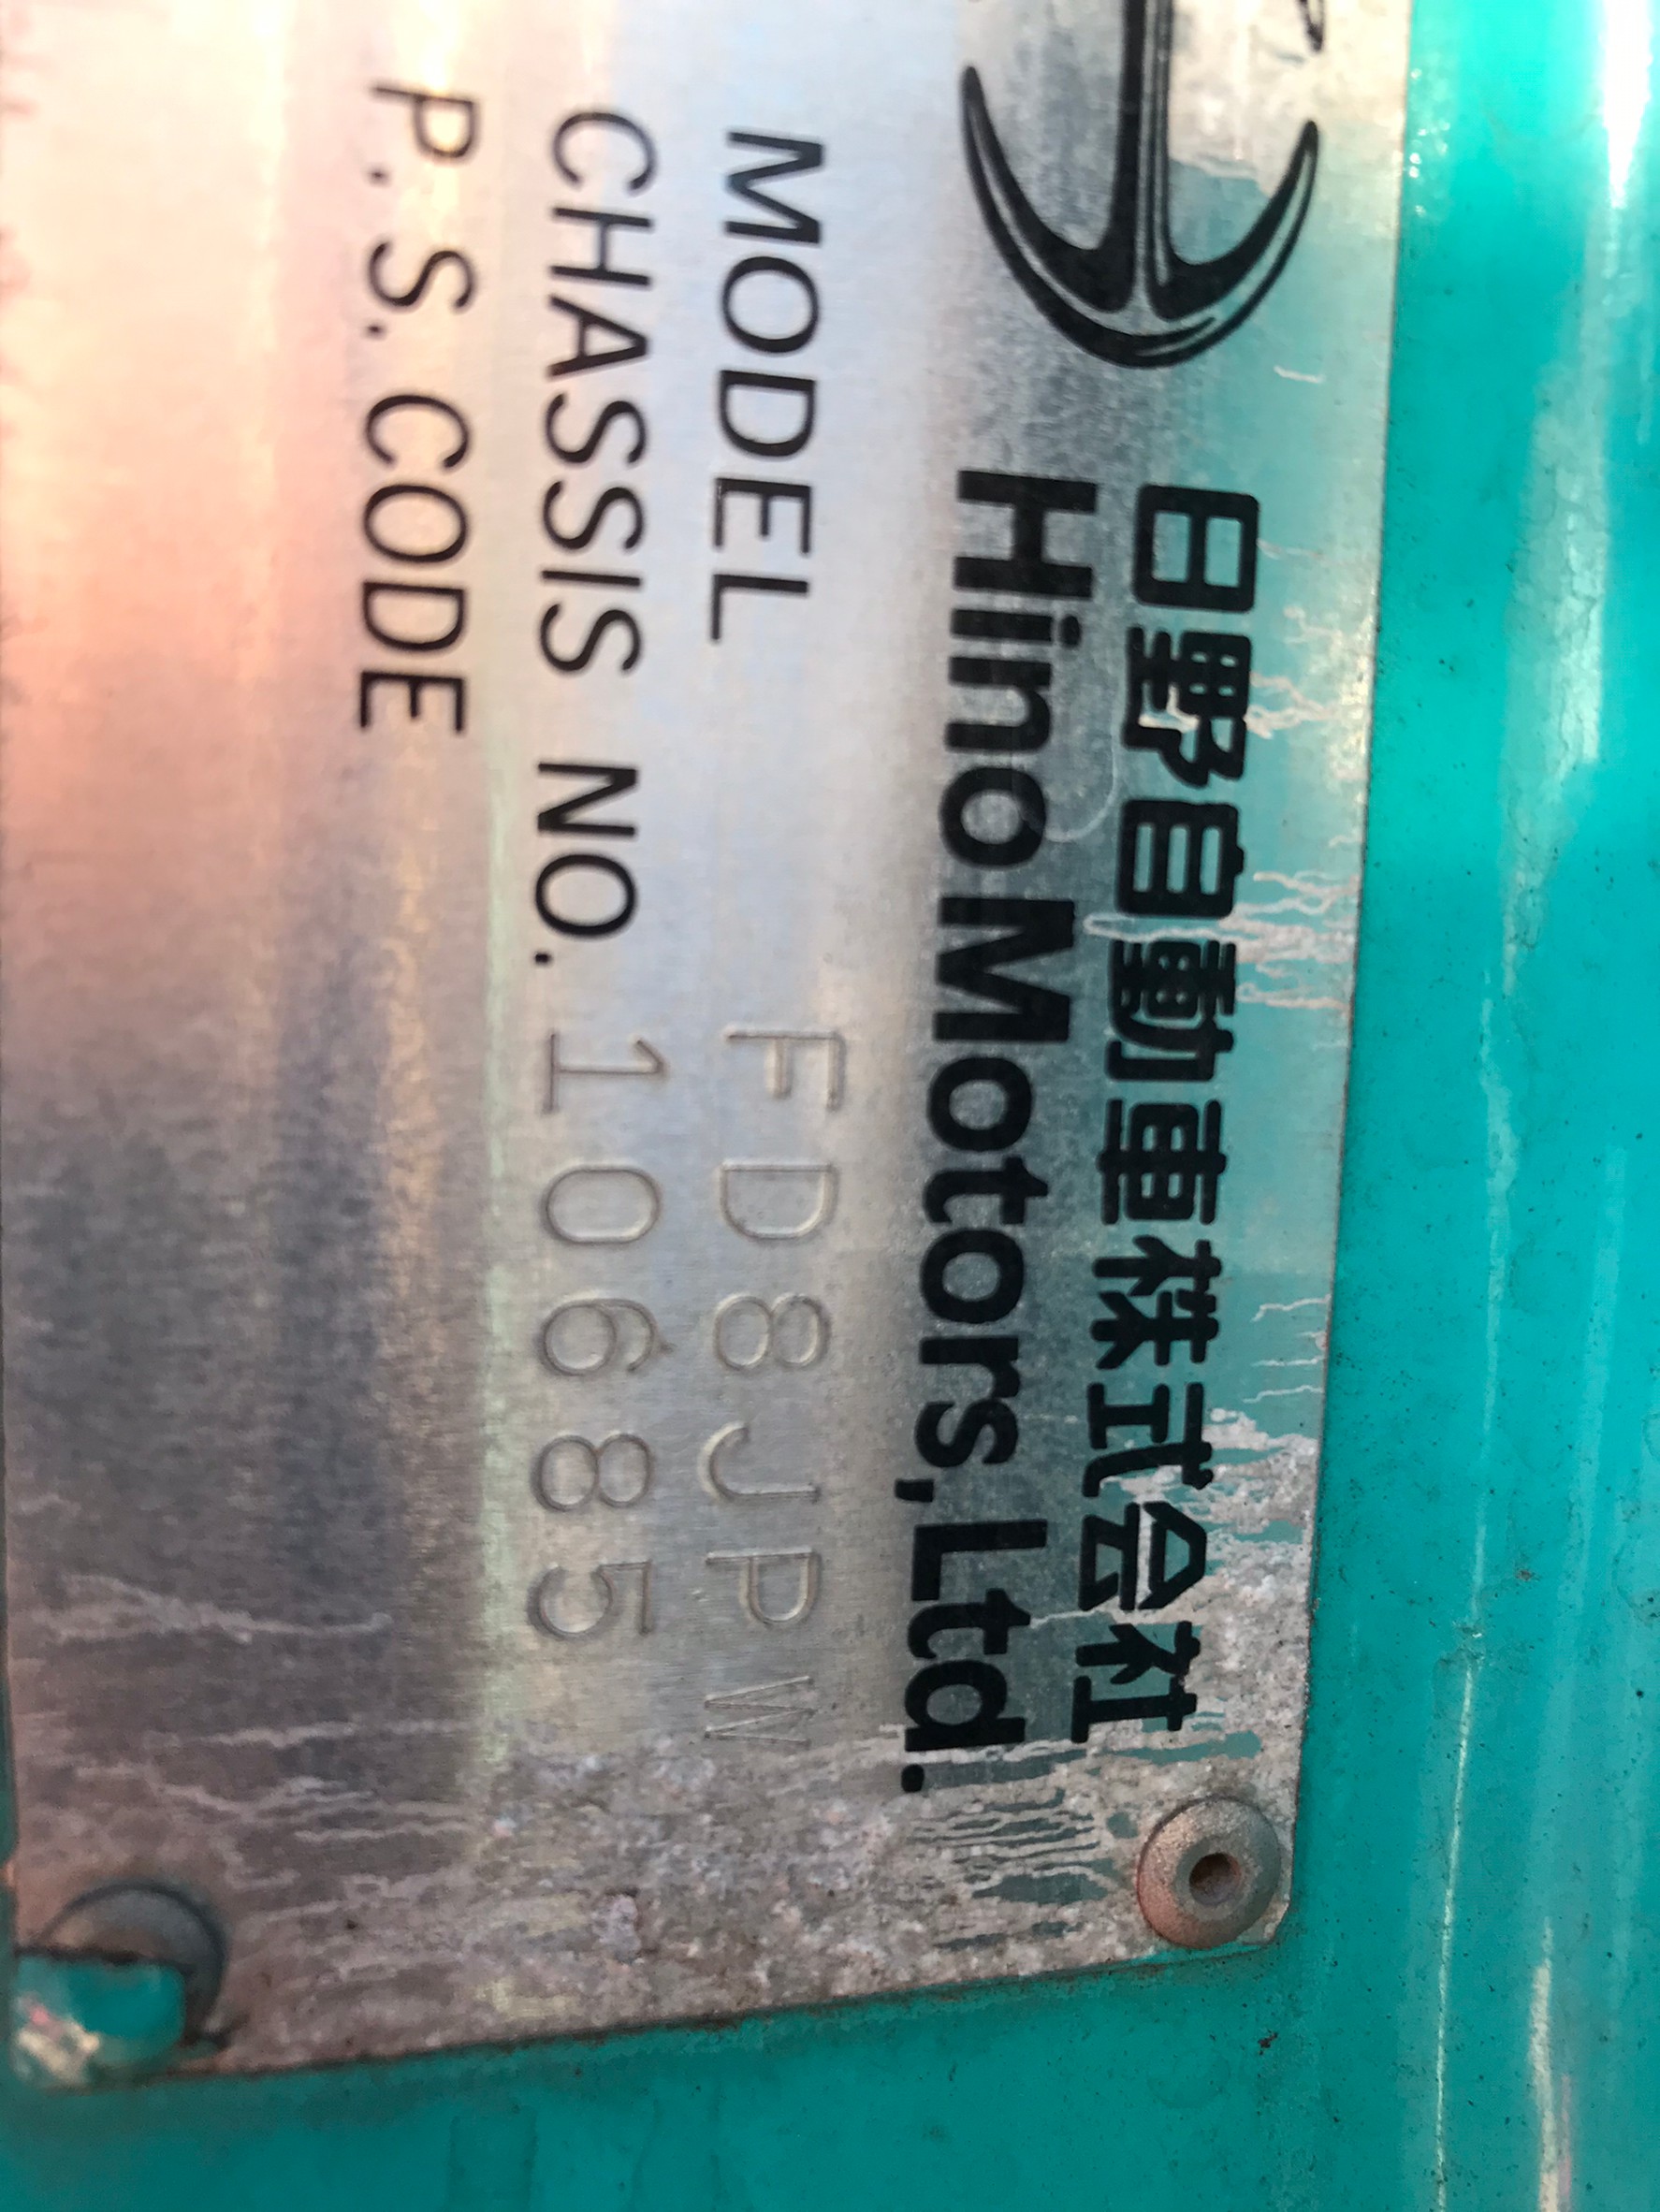 日野自動車株式会社
Hino Motors, Ltd.
MODEL FD8JPW
CHASSIS NO. 10685
P.S. CODE